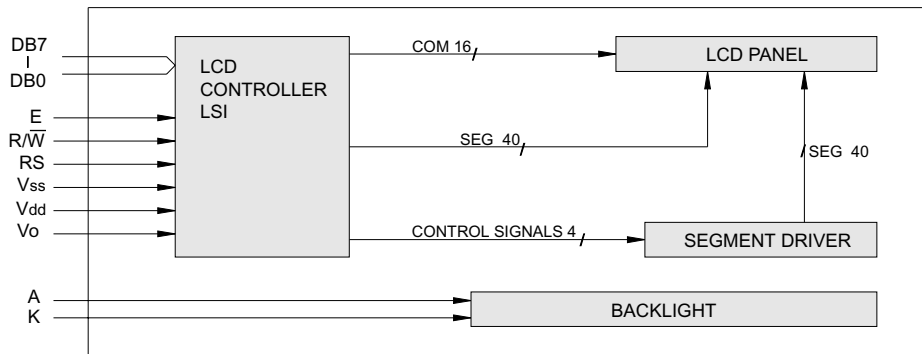 DB7
DB0
E
R/W̅
RS
Vss
Vdd
Vo
A
K
LCD
CONTROLLER
LSI
COM 16
SEG 40
CONTROL SIGNALS 4
LCD PANEL
SEG 40
SEGMENT DRIVER
BACKLIGHT